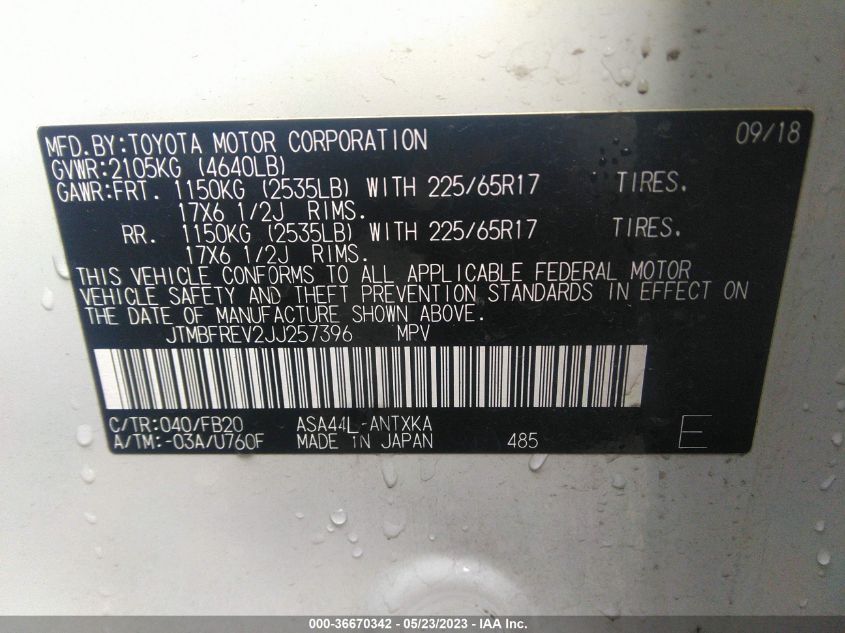 MFD.BY:TOYOTA MOTOR CORPORATION 09/18
GVWR:2105KG (4640LB)
GAWR:FRT. 1150KG (2535LB) WITH 225/65R17 TIRES.
17X6 1/2J RIMS.
RR. 1150KG (2535LB) WITH 225/65R17 TIRES.
17X6 1/2J RIMS.
THIS VEHICLE CONFORMS TO ALL APPLICABLE FEDERAL MOTOR
VEHICLE SAFETY AND THEFT PREVENTION STANDARDS IN EFFECT ON
THE DATE OF MANUFACTURE SHOWN ABOVE.
JTMBFREV2JJ257396 MPV
C/TR:040/FB20 ASA44L-ANTXKA
A/TM:-03A/U760F MADE IN JAPAN 485 E
000-36670342 - 05/23/2023 - IAA Inc.